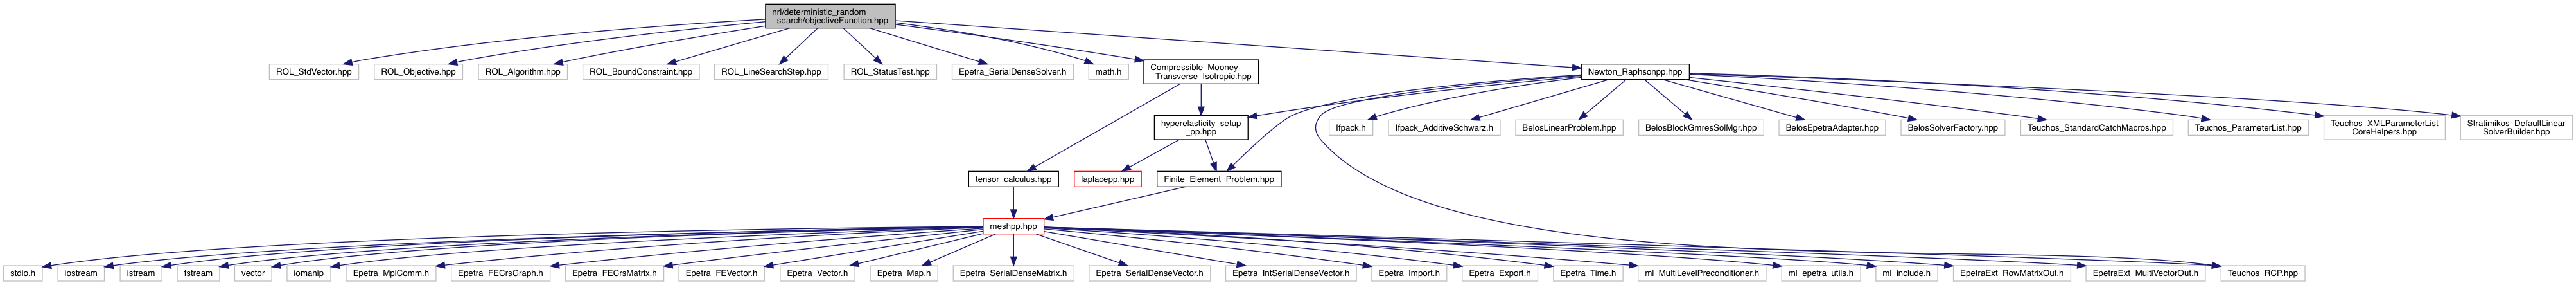 nrl/deterministic_random
_search/objectiveFunction.hpp
ROL_StdVector.hpp
ROL_Objective.hpp
ROL_Algorithm.hpp
ROL_BoundConstraint.hpp
ROL_LineSearchStep.hpp
ROL_StatusTest.hpp
Epetra_SerialDenseSolver.h
math.h
Compressible_Mooney
_Transverse_Isotropic.hpp
Newton_Raphsonpp.hpp
hyperelasticity_setup
_pp.hpp
Ifpack.h
Ifpack_AdditiveSchwarz.h
BelosLinearProblem.hpp
BelosBlockGmresSolMgr.hpp
BelosEpetraAdapter.hpp
BelosSolverFactory.hpp
Teuchos_StandardCatchMacros.hpp
Teuchos_ParameterList.hpp
Teuchos_XMLParameterList
CoreHelpers.hpp
Stratimikos_DefaultLinear
SolverBuilder.hpp
tensor_calculus.hpp
laplacepp.hpp
Finite_Element_Problem.hpp
meshpp.hpp
stdio.h
iostream
istream
fstream
vector
iomanip
Epetra_MpiComm.h
Epetra_FECrsGraph.h
Epetra_FECrsMatrix.h
Epetra_FEVector.h
Epetra_Vector.h
Epetra_Map.h
Epetra_SerialDenseMatrix.h
Epetra_SerialDenseVector.h
Epetra_IntSerialDenseVector.h
Epetra_Import.h
Epetra_Export.h
Epetra_Time.h
ml_MultiLevelPreconditioner.h
ml_epetra_utils.h
ml_include.h
EpetraExt_RowMatrixOut.h
EpetraExt_MultiVectorOut.h
Teuchos_RCP.hpp